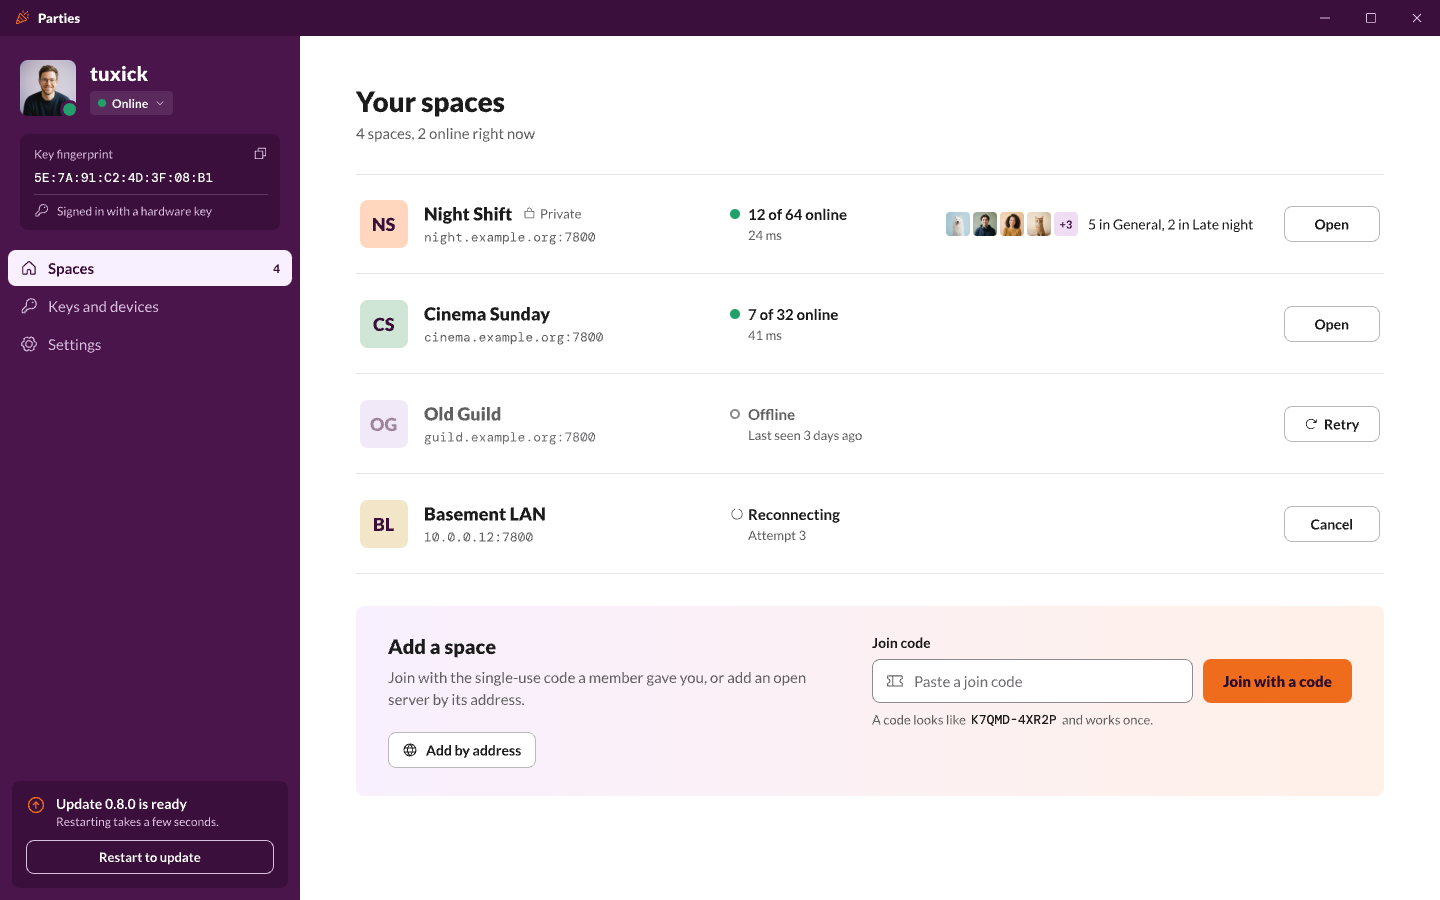 Parties
tuxick
Online
Key fingerprint
5E:7A:91:C2:4D:3F:08:B1
Signed in with a hardware key
Spaces 4
Keys and devices
Settings
Update 0.8.0 is ready
Restarting takes a few seconds.
Restart to update
Your spaces
4 spaces, 2 online right now
NS Night Shift Private
night.example.org:7800
12 of 64 online
24 ms
+3 5 in General, 2 in Late night
Open
CS Cinema Sunday
cinema.example.org:7800
7 of 32 online
41 ms
Open
OG Old Guild
guild.example.org:7800
Offline
Last seen 3 days ago
Retry
BL Basement LAN
10.0.0.12:7800
Reconnecting
Attempt 3
Cancel
Add a space
Join with the single-use code a member gave you, or add an open
server by its address.
Add by address
Join code
Paste a join code
Join with a code
A code looks like K7QMD-4XR2P and works once.